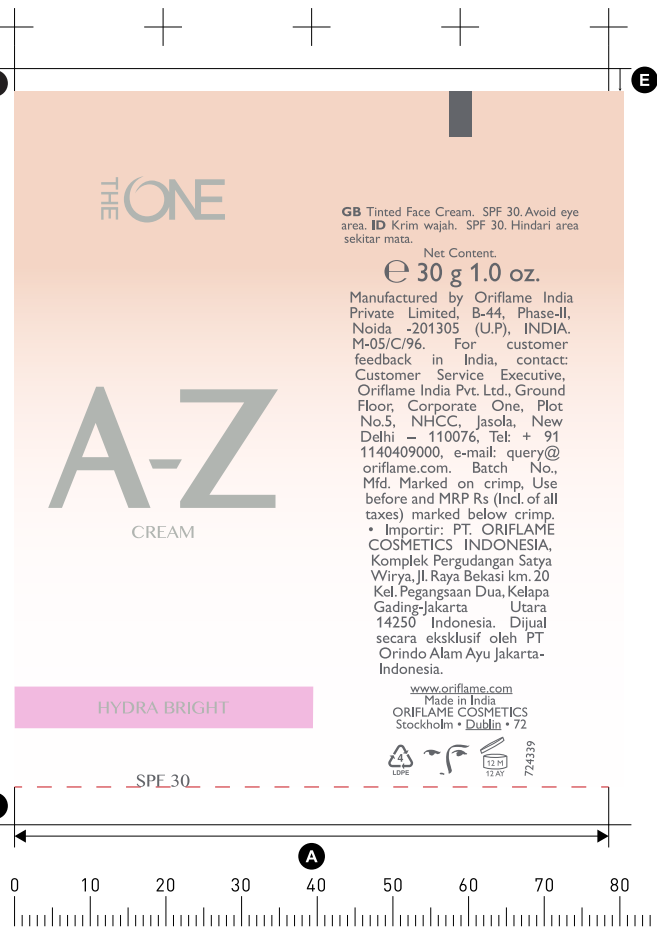 E
THE ONE
A-Z
CREAM
HYDRA BRIGHT
SPF 30
GB Tinted Face Cream. SPF 30. Avoid eye
area. ID Krim wajah. SPF 30. Hindari area
sekitar mata.
Net Content.
℮ 30 g 1.0 oz.
Manufactured by Oriflame India
Private Limited, B-44, Phase-II,
Noida -201305 (U.P), INDIA.
M-05/C/96. For customer
feedback in India, contact:
Customer Service Executive,
Oriflame India Pvt. Ltd., Ground
Floor, Corporate One, Plot
No.5, NHCC, Jasola, New
Delhi – 110076, Tel: + 91
1140409000, e-mail: query@
oriflame.com. Batch No.,
Mfd. Marked on crimp, Use
before and MRP Rs (Incl. of all
taxes) marked below crimp.
• Importir: PT. ORIFLAME
COSMETICS INDONESIA,
Komplek Pergudangan Satya
Wirya, Jl. Raya Bekasi km. 20
Kel. Pegangsaan Dua, Kelapa
Gading-Jakarta Utara
14250 Indonesia. Dijual
secara eksklusif oleh PT
Orindo Alam Ayu Jakarta-
Indonesia.
www.oriflame.com
Made in India
ORIFLAME COSMETICS
Stockholm • Dublin • 72
4
LDPE
12 M
12 AY
724339
A
0 10 20 30 40 50 60 70 80